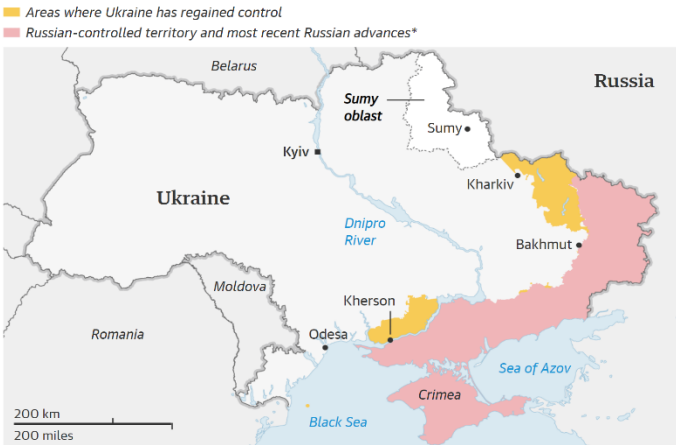 Areas where Ukraine has regained control
Russian-controlled territory and most recent Russian advances*
Belarus
Russia
Sumy
oblast
Sumy
Kyiv
Kharkiv
Ukraine
Dnipro
River
Bakhmut
Moldova
Kherson
Romania
Odesa
Sea of Azov
Crimea
200 km
Black Sea
200 miles